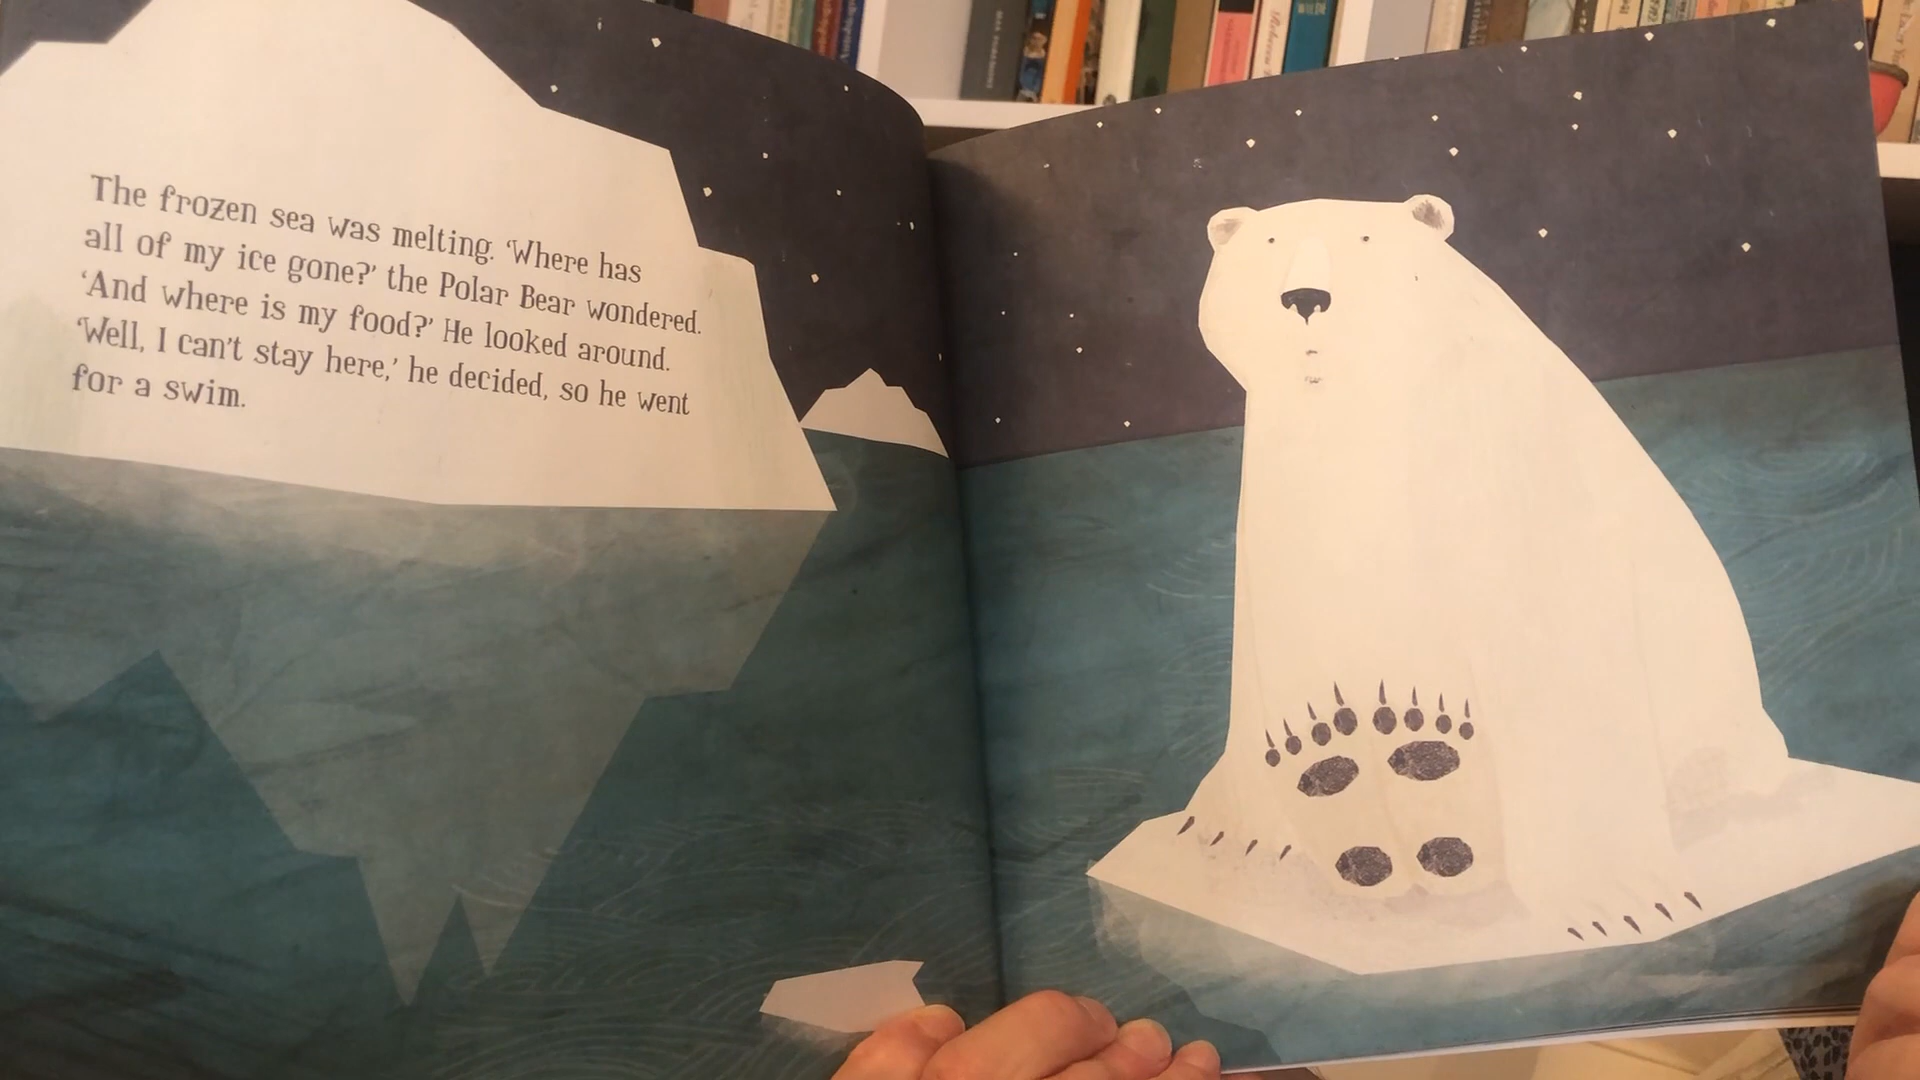 The frozen sea was melting. 'Where has
all of my ice gone?' the Polar Bear wondered.
'And where is my food?' He looked around.
'Well, I can't stay here,' he decided, so he went
for a swim.
WILDE